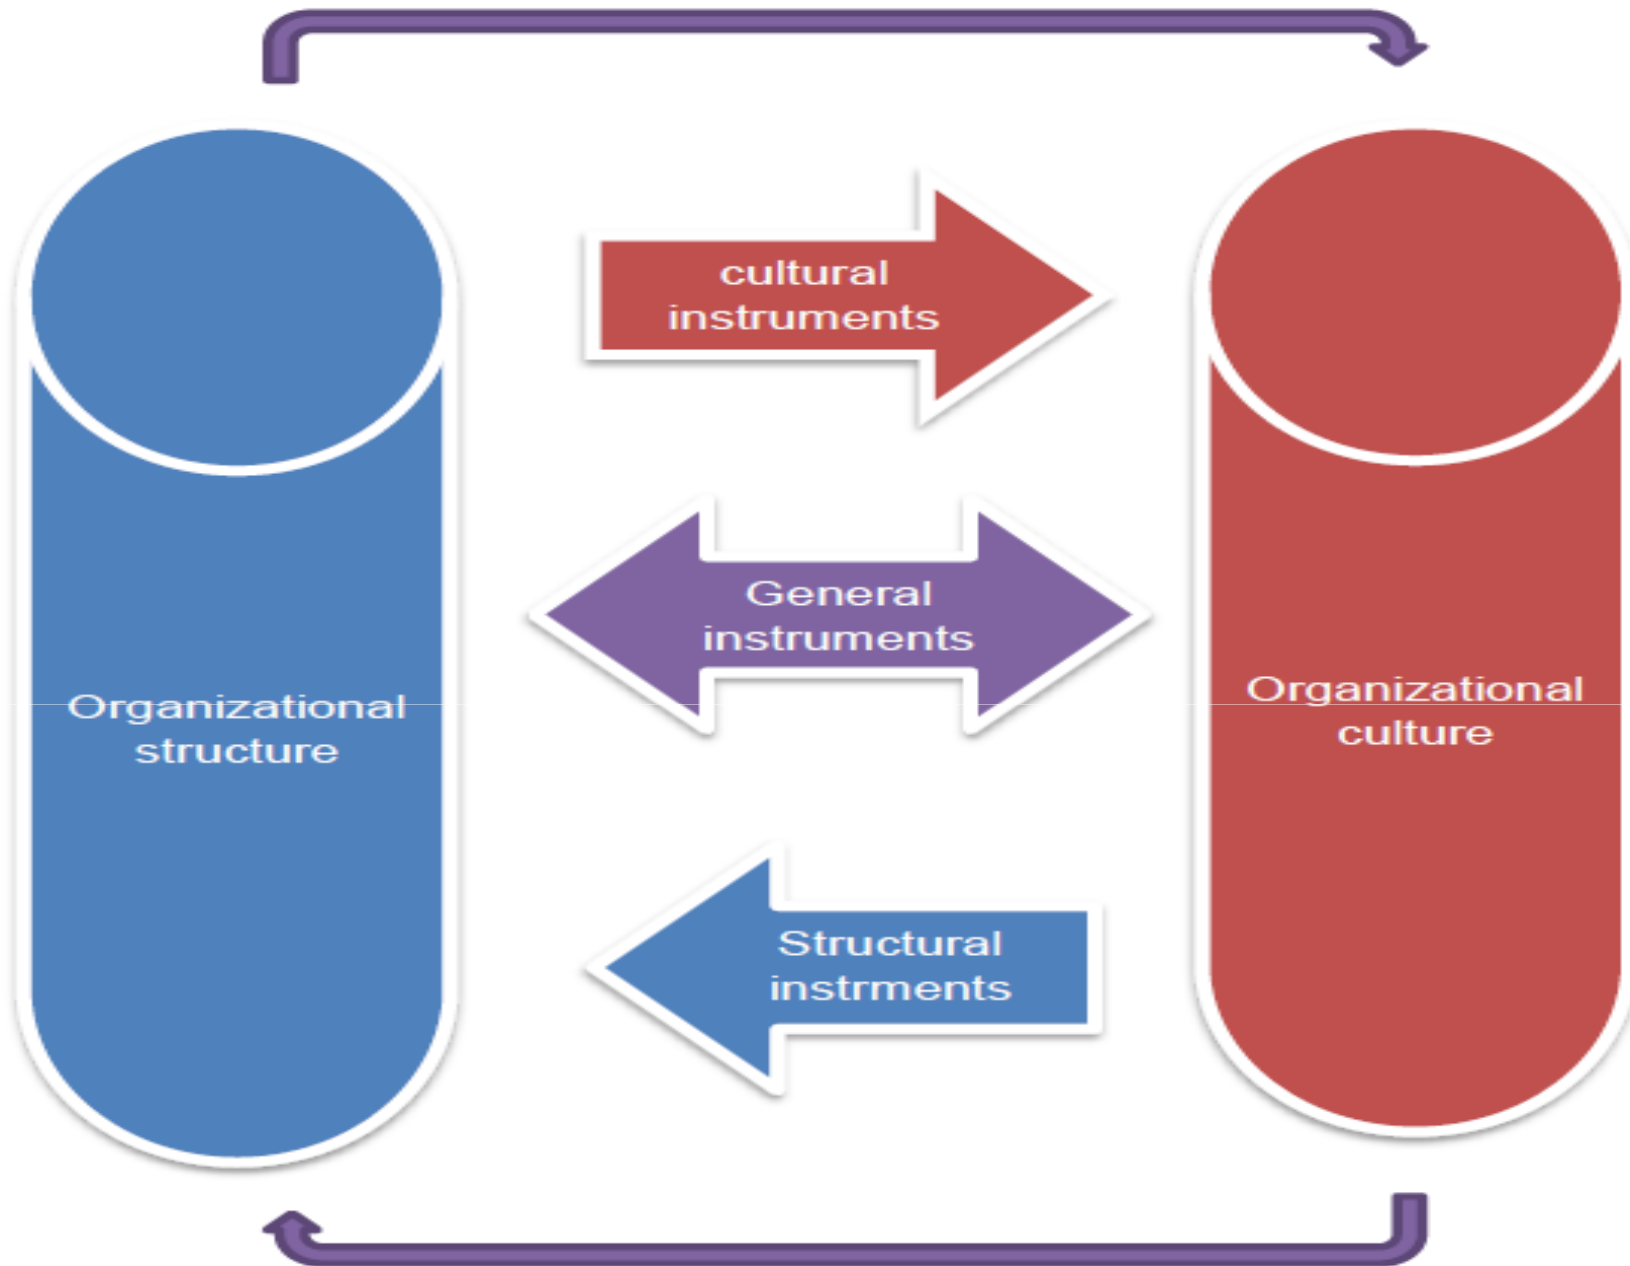 cultural
instruments
General
instruments
Organizational
structure
Organizational
culture
Structural
instrments